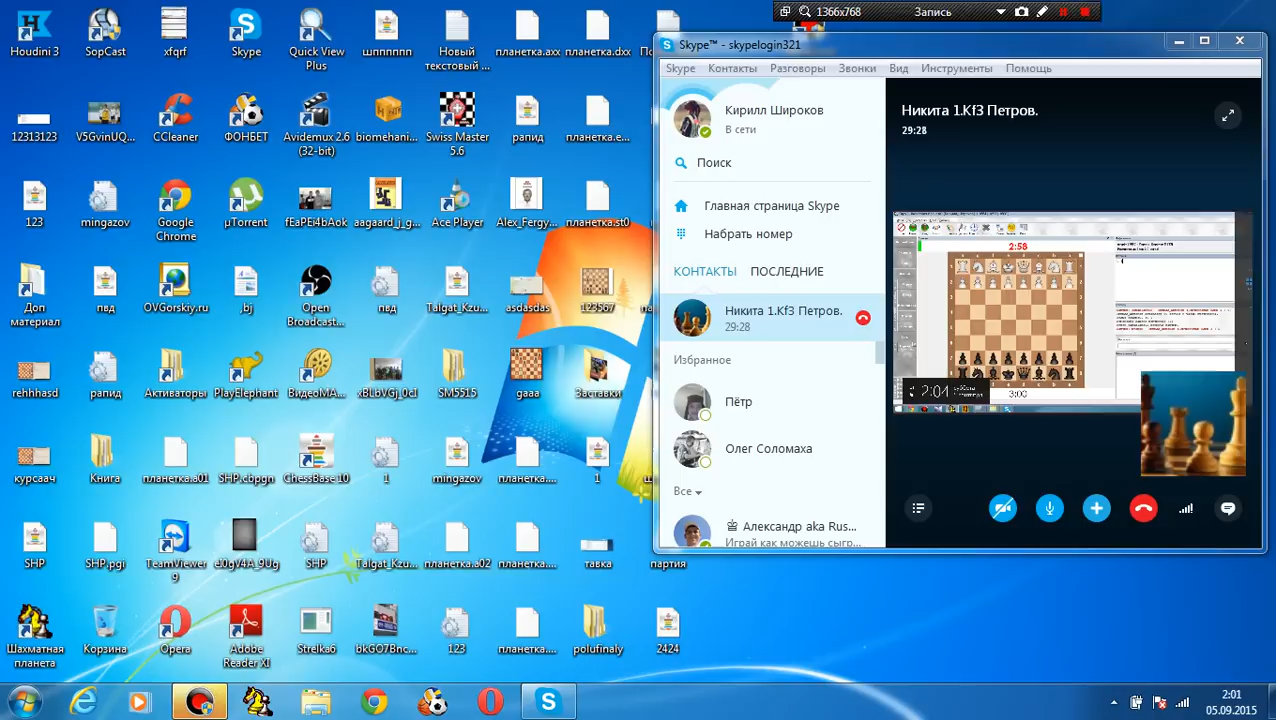 1366x768 Запись
Houdini 3
SopCast
xfqrf
Skype
Quick View Plus
шпппппп
Новый текстовый ...
планетка.axx
планетка.dxx
12313123
V5GvinUQ...
CCleaner
ФОНБЕТ
Avidemux 2.6 (32-bit)
biomehani...
Swiss Master 5.6
рапид
планетка.e...
123
mingazov
Google Chrome
µTorrent
fEaPEi4bAok
aagaard_j_g...
Ace Player
Alex_Fergy...
планетка.st0
Доп материал
пвд
OVGorskiy.ru
.bj
Open Broadcast...
пвд
Talgat_Kzu...
asdasdas
123567
rehhhasd
рапид
Активаторы
PlayElephant
xBLbVGj_0cI
SM5515
gaaa
Заставки
курсаач
Книга
планетка.a01
SHP.cbpgn
ChessBase 10
1
mingazov
планетка....
1
SHP
SHP.pgi
TeamViewer 9
SHP
Talgat_Kzu...
планетка.a02
планетка....
тавка
партия
Шахматная планета
Корзина
Opera
Adobe Reader XI
Strelka6
bkGO7Bnc...
123
планетка....
polufinaly
2424
Skype™ - skypelogin321
Skype Контакты Разговоры Звонки Вид Инструменты Помощь
Кирилл Широков
В сети
Поиск
Главная страница Skype
Набрать номер
КОНТАКТЫ ПОСЛЕДНИЕ
Никита 1.Kf3 Петров.
29:28
Избранное
Пётр
Олег Соломаха
Все
Александр aka Rus...
Играй как можешь сыгр...
Никита 1.Kf3 Петров.
29:28
2:58
2:04
3:00
2:01
05.09.2015